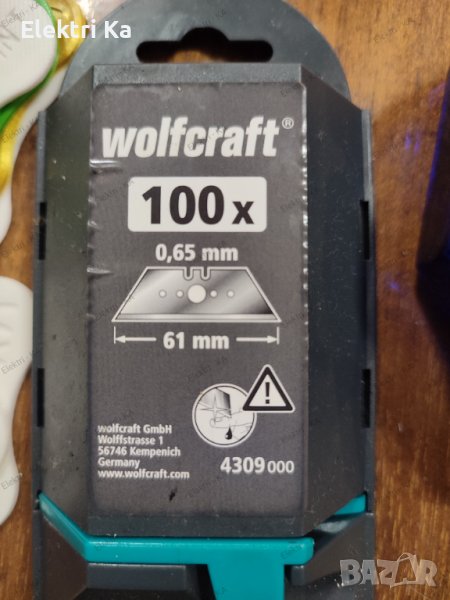 Elektri Ka
wolfcraft®
100 x
0,65 mm
61 mm
wolfcraft GmbH
Wolffstrasse 1
56746 Kempenich
Germany
www.wolfcraft.com
4309 000
BAZAR